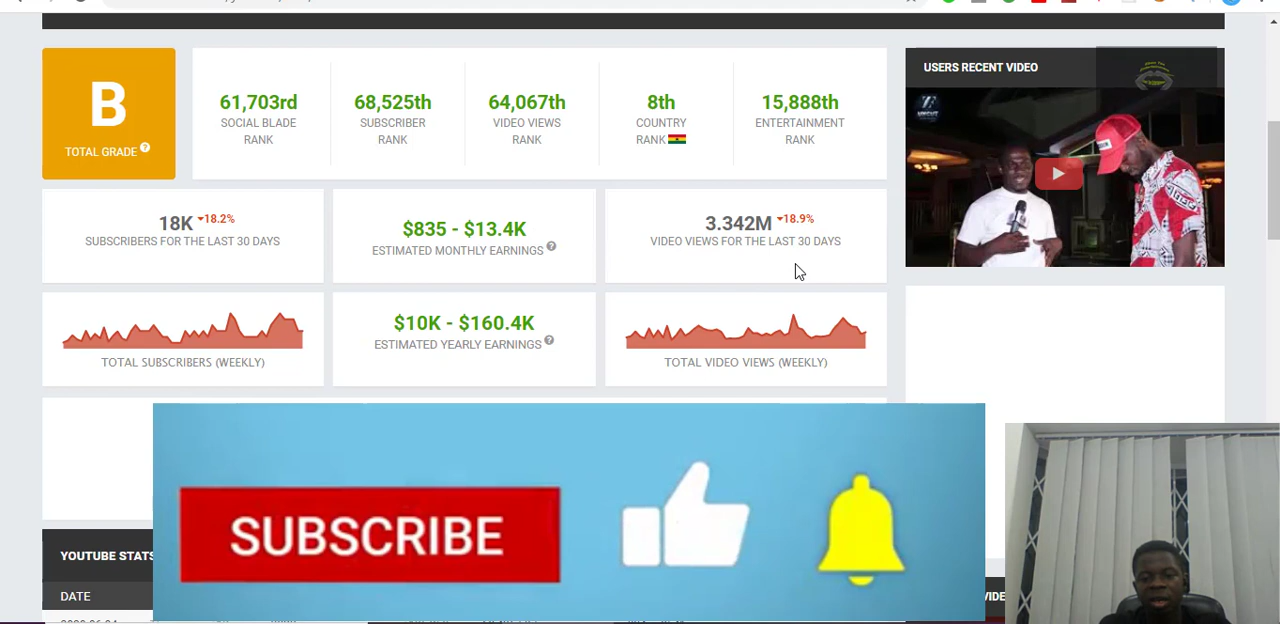 B
TOTAL GRADE
61,703rd
SOCIAL BLADE
RANK
68,525th
SUBSCRIBER
RANK
64,067th
VIDEO VIEWS
RANK
8th
COUNTRY
RANK
15,888th
ENTERTAINMENT
RANK
18K 18.2%
SUBSCRIBERS FOR THE LAST 30 DAYS
$835 - $13.4K
ESTIMATED MONTHLY EARNINGS
3.342M 18.9%
VIDEO VIEWS FOR THE LAST 30 DAYS
TOTAL SUBSCRIBERS (WEEKLY)
$10K - $160.4K
ESTIMATED YEARLY EARNINGS
TOTAL VIDEO VIEWS (WEEKLY)
USERS RECENT VIDEO
SUBSCRIBE
YOUTUBE STATS
DATE